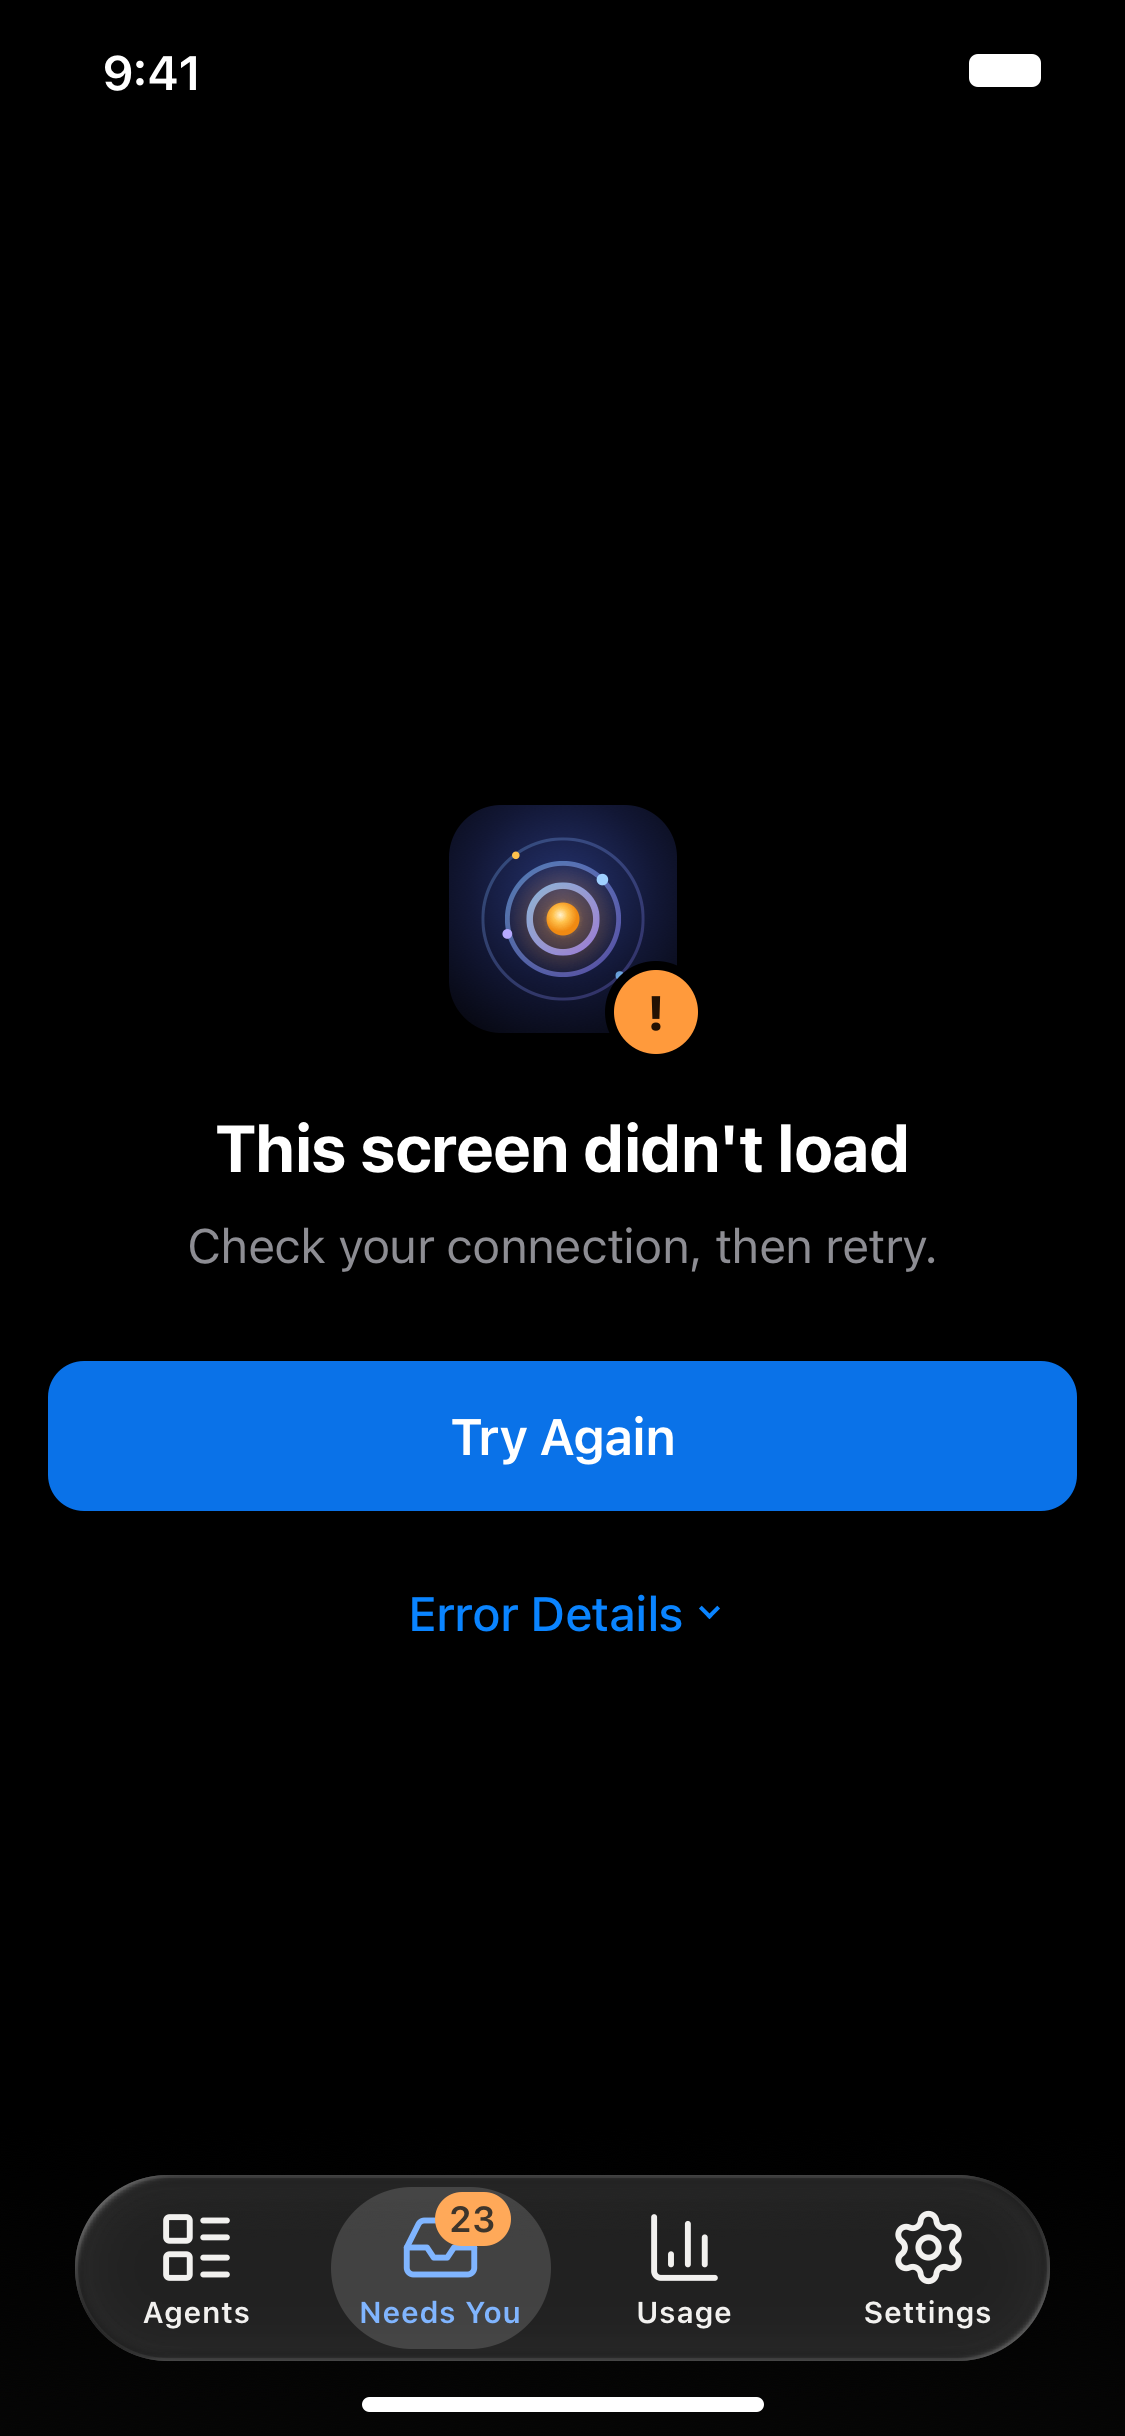 9:41
!
This screen didn't load
Check your connection, then retry.
Try Again
Error Details
23
Agents
Needs You
Usage
Settings